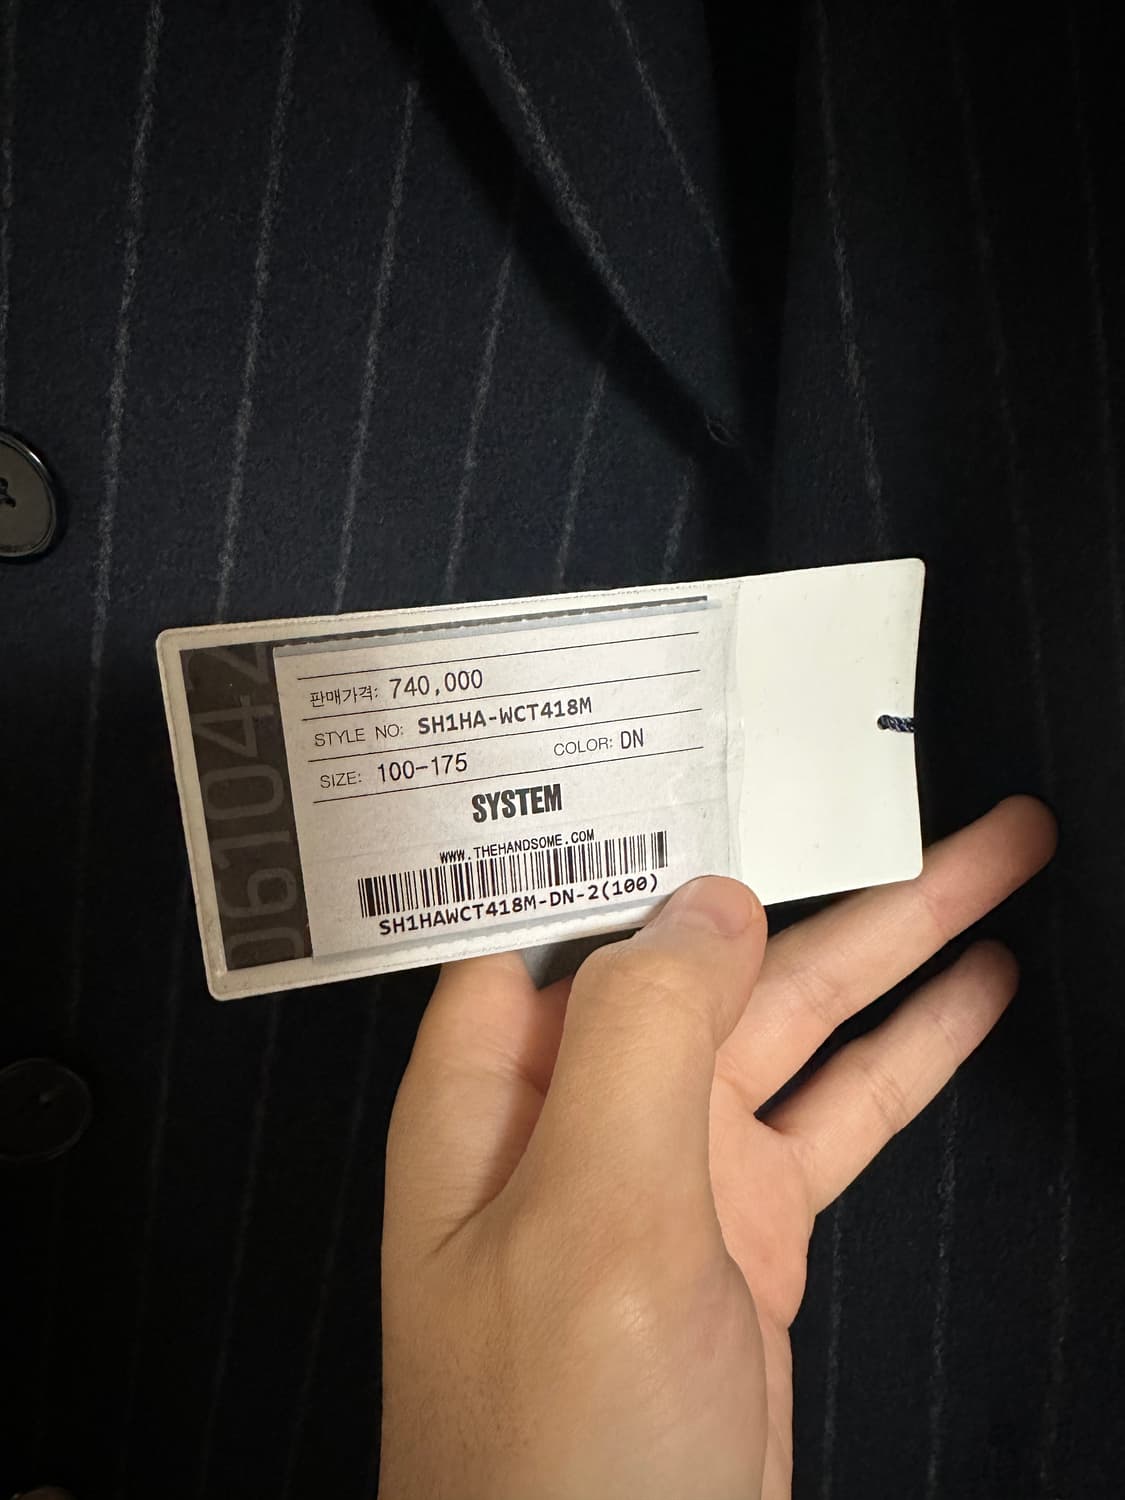 판매가격: 740,000
STYLE NO: SH1HA-WCT418M
SIZE: 100-175 COLOR: DN
SYSTEM
WWW.THEHANDSOME.COM
SH1HAWCT418M-DN-2(100)
061042